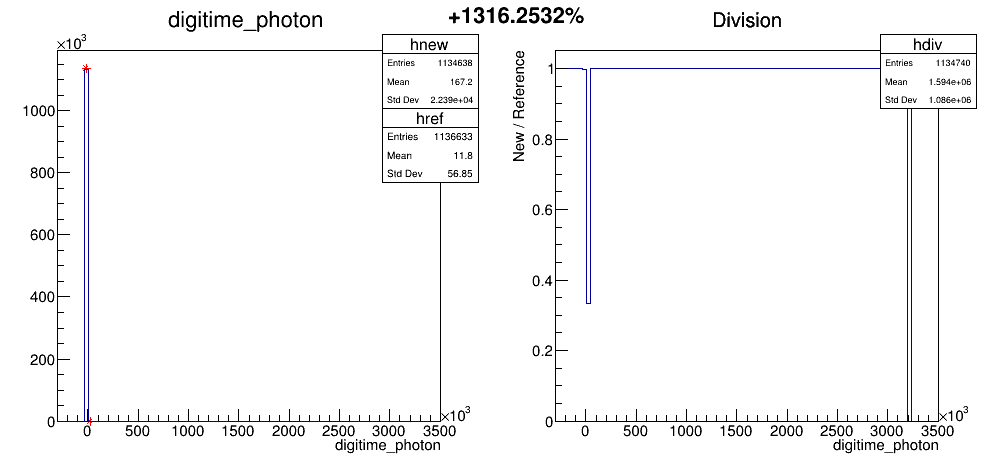 +1316.2532%
digitime_photon
×10³
hnew
Entries 1134638
Mean 167.2
Std Dev 2.239e+04
href
Entries 1136633
Mean 11.8
Std Dev 56.85
1000
800
600
400
200
0
0 500 1000 1500 2000 2500 3000 3500
×10³
digitime_photon
Division
hdiv
Entries 1134740
Mean 1.594e+06
Std Dev 1.086e+06
New / Reference
1
0.8
0.6
0.4
0.2
0
0 500 1000 1500 2000 2500 3000 3500
×10³
digitime_photon